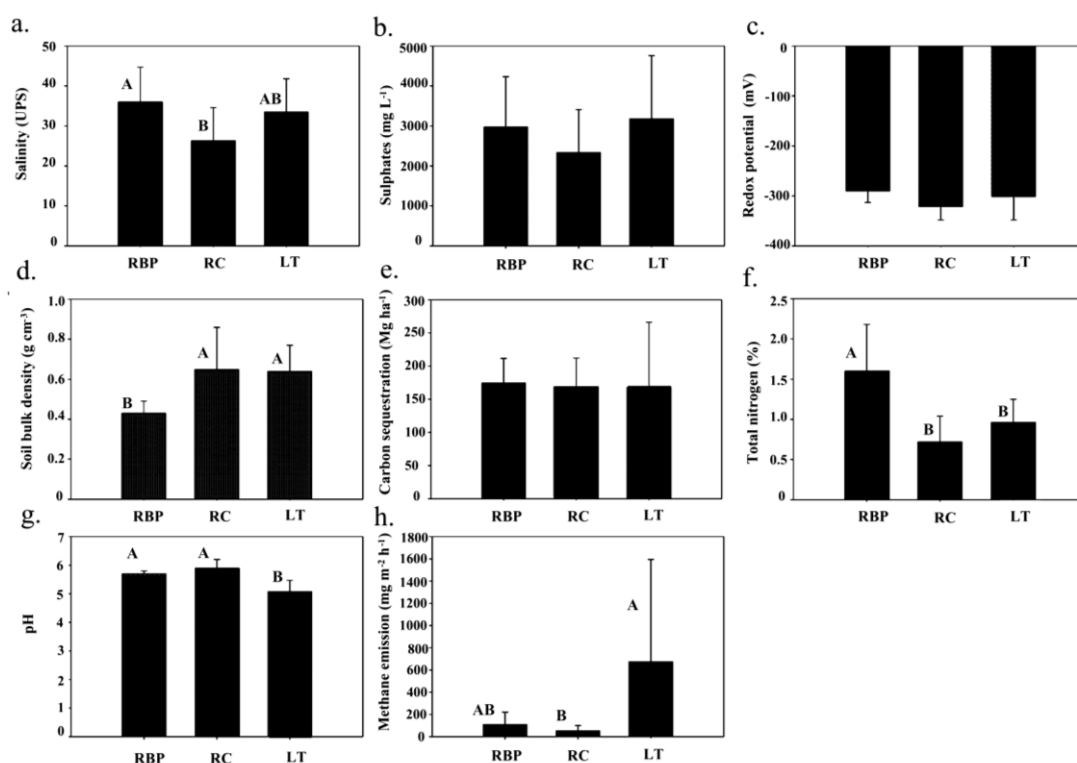 a.
Salinity (UPS)
50
40
30
20
10
0
A
B
AB
RBP RC LT
b.
Sulphates (mg L⁻¹)
5000
4000
3000
2000
1000
0
RBP RC LT
c.
Redox potential (mV)
0
-100
-200
-300
-400
RBP RC LT
d.
Soil bulk density (g cm⁻³)
1.0
0.8
0.6
0.4
0.2
0
B
A
A
RBP RC LT
e.
Carbon sequestration (Mg ha⁻¹)
300
250
200
150
100
50
0
RBP RC LT
f.
Total nitrogen (%)
2.5
2.0
1.5
1.0
0.5
0
A
B
B
RBP RC LT
g.
pH
7
6
5
4
3
2
1
0
A
A
B
RBP RC LT
h.
Methane emission (mg m⁻² h⁻¹)
1800
1600
1400
1200
1000
800
600
400
200
0
AB
B
A
RBP RC LT